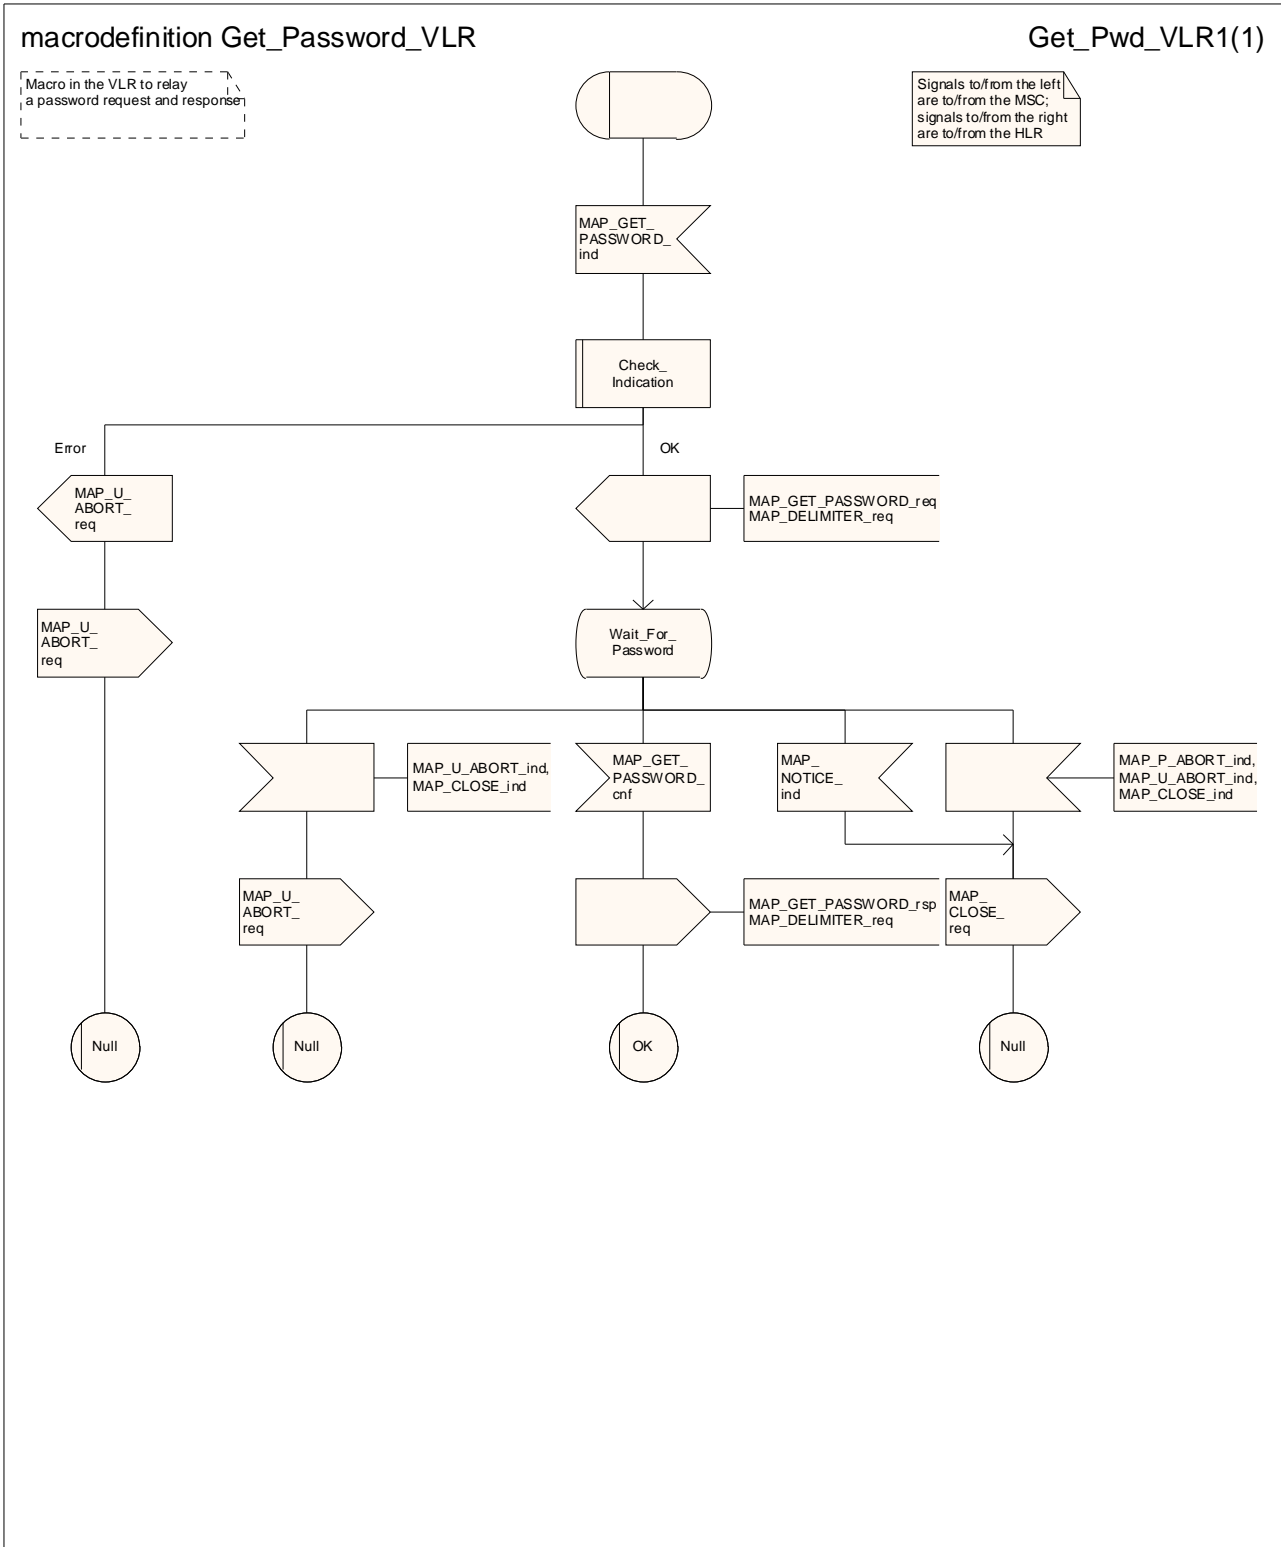 macrodefinition Get_Password_VLR
Get_Pwd_VLR1(1)
Macro in the VLR to relay
a password request and response
Signals to/from the left
are to/from the MSC;
signals to/from the right
are to/from the HLR
MAP_GET_
PASSWORD_
ind
Check_
Indication
Error
OK
MAP_U_
ABORT_
req
MAP_GET_PASSWORD_req
MAP_DELIMITER_req
MAP_U_
ABORT_
req
Wait_For_
Password
MAP_U_ABORT_ind,
MAP_CLOSE_ind
MAP_GET_
PASSWORD_
cnf
MAP_
NOTICE_
ind
MAP_P_ABORT_ind,
MAP_U_ABORT_ind,
MAP_CLOSE_ind
MAP_U_
ABORT_
req
MAP_GET_PASSWORD_rsp
MAP_DELIMITER_req
MAP_
CLOSE_
req
Null
Null
OK
Null